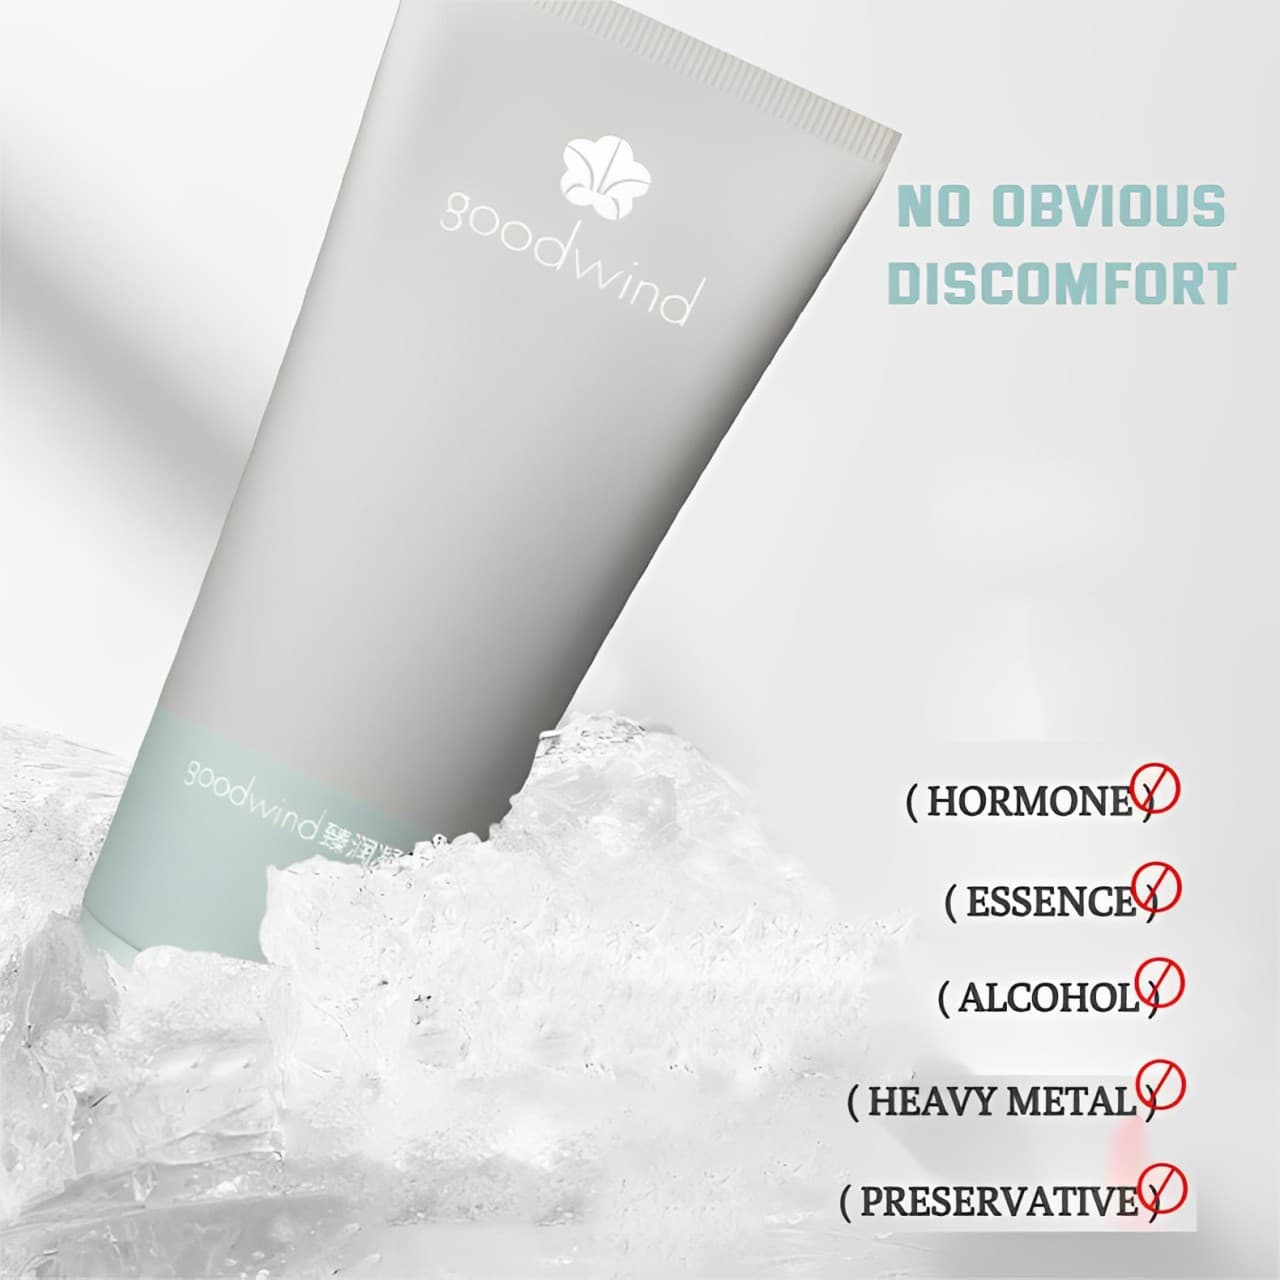 goodwind
NO OBVIOUS
DISCOMFORT
goodwind臻润凝
( HORMONE )
( ESSENCE )
( ALCOHOL )
( HEAVY METAL )
( PRESERVATIVE )